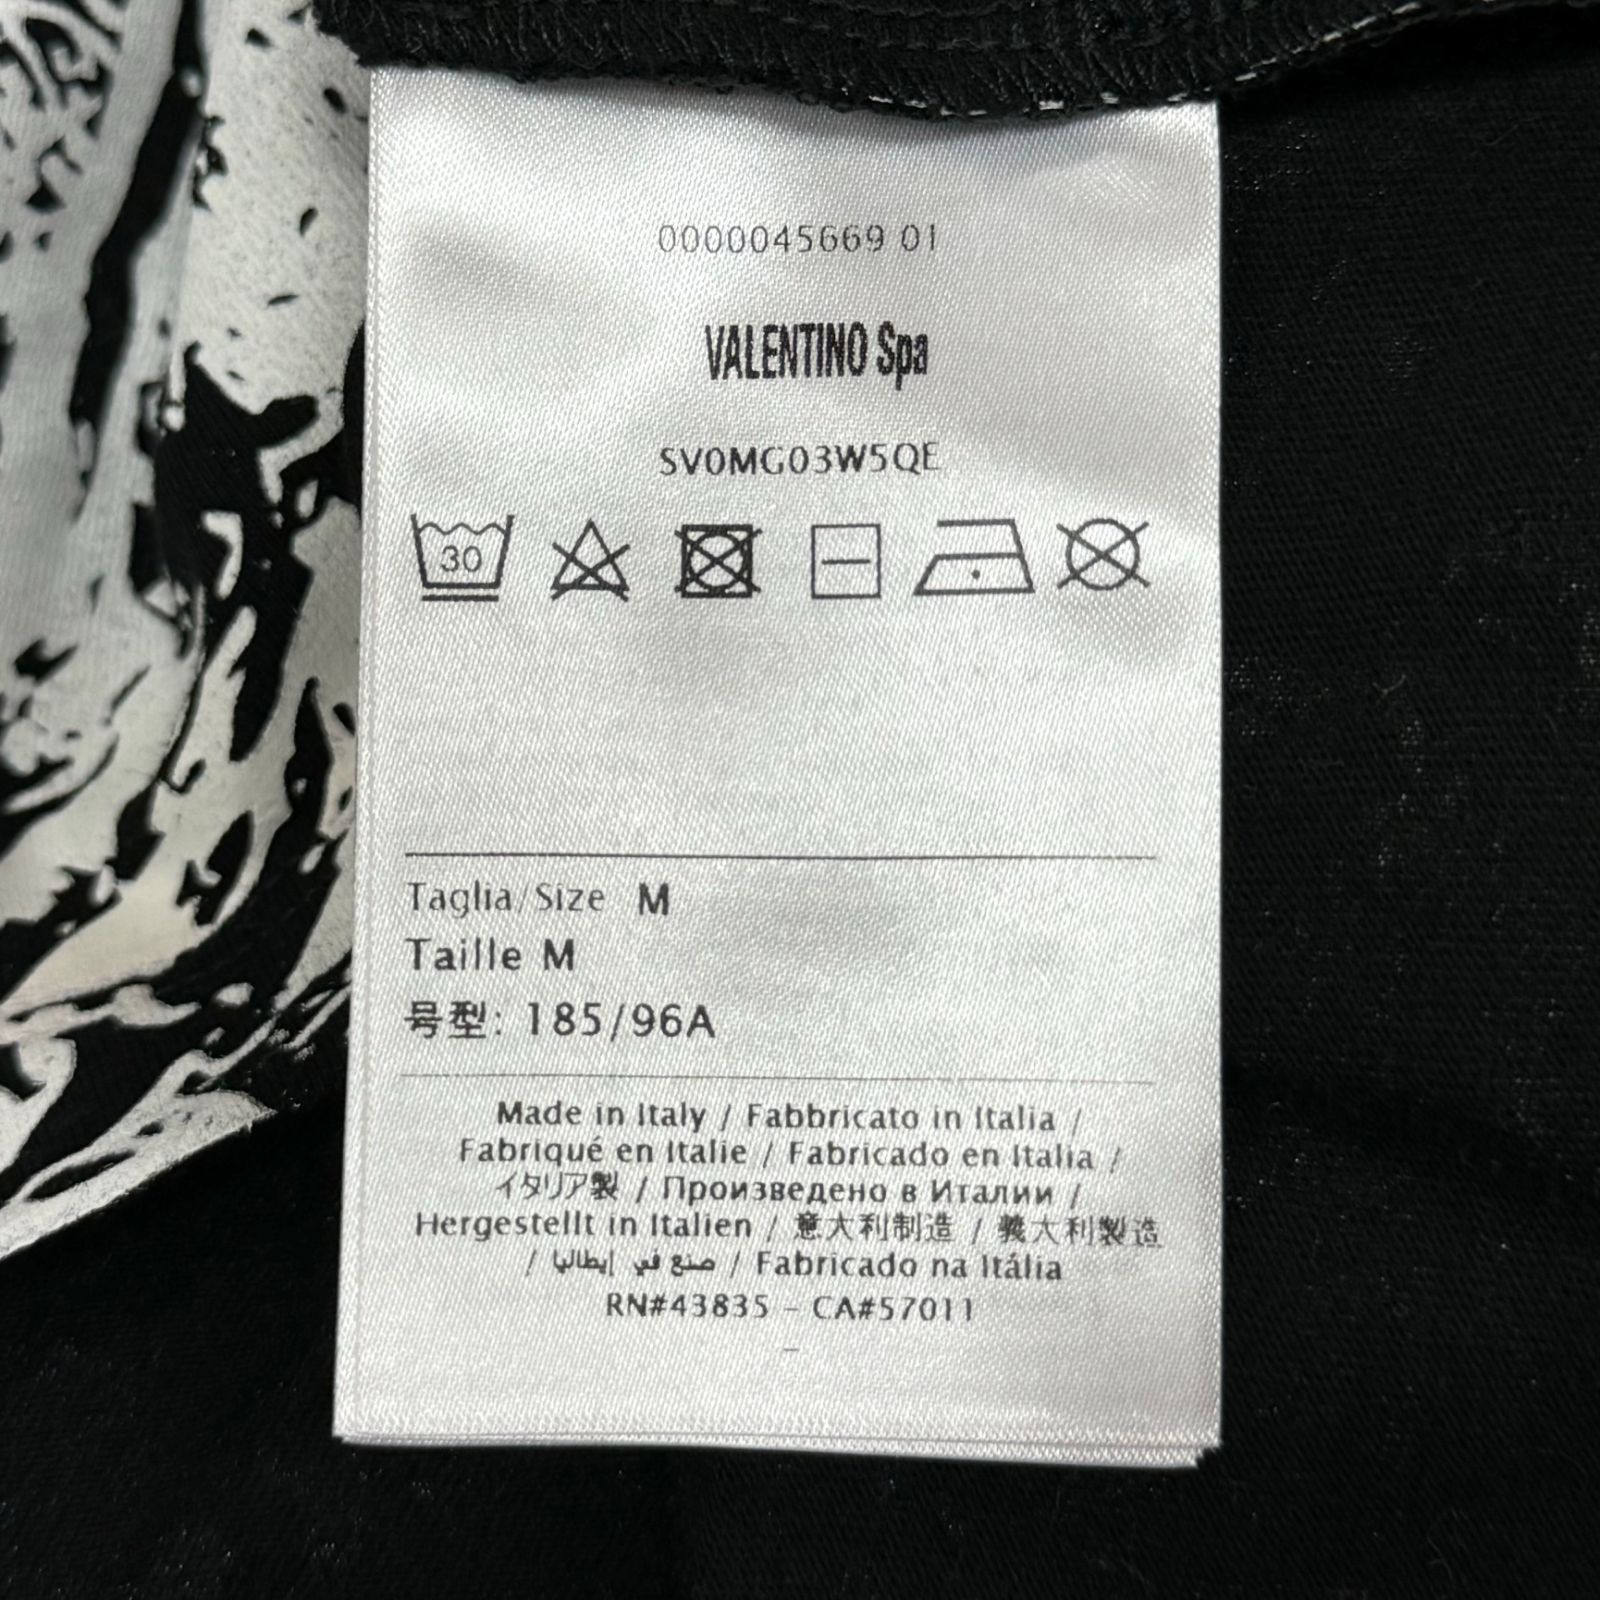 0000045669 01
VALENTINO Spa
SV0MG03W5QE
30
Taglia/Size M
Taille M
号型: 185/96A
Made in Italy / Fabbricato in Italia /
Fabriqué en Italie / Fabricado en Italia /
イタリア製 / Произведено в Италии /
Hergestellt in Italien / 意大利制造 / 義大利製造
/ صنع في إيطاليا / Fabricado na Itália
RN#43835 – CA#57011
–